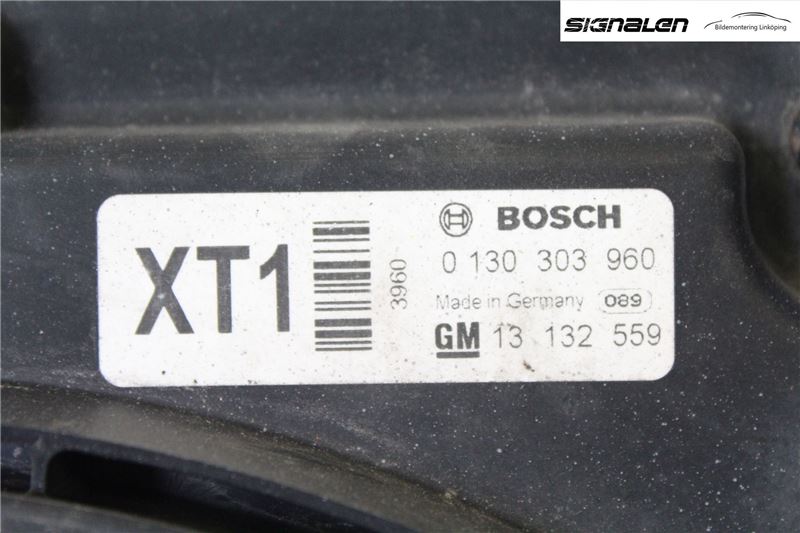 SIGNALEN
Bildemontering Linköping
XT1
3960
BOSCH
0 130 303 960
Made in Germany 089
GM 13 132 559